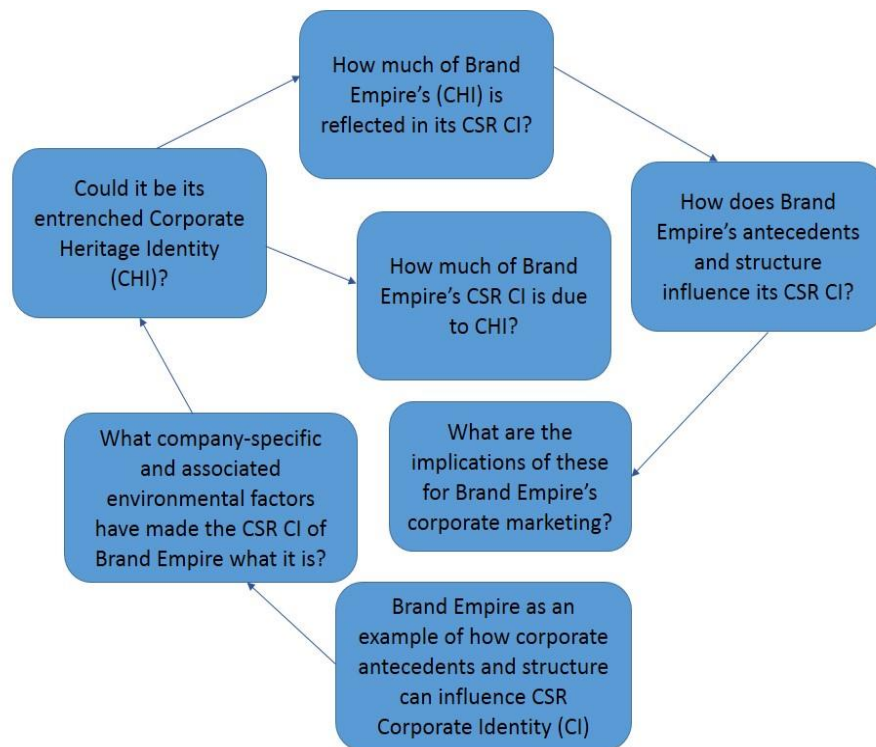 How much of Brand
Empire’s (CHI) is
reflected in its CSR CI?
Could it be its
entrenched Corporate
Heritage Identity
(CHI)?
How does Brand
Empire’s antecedents
and structure
influence its CSR CI?
How much of Brand
Empire’s CSR CI is due
to CHI?
What company-specific
and associated
environmental factors
have made the CSR CI of
Brand Empire what it is?
What are the
implications of these
for Brand Empire’s
corporate marketing?
Brand Empire as an
example of how corporate
antecedents and structure
can influence CSR
Corporate Identity (CI)